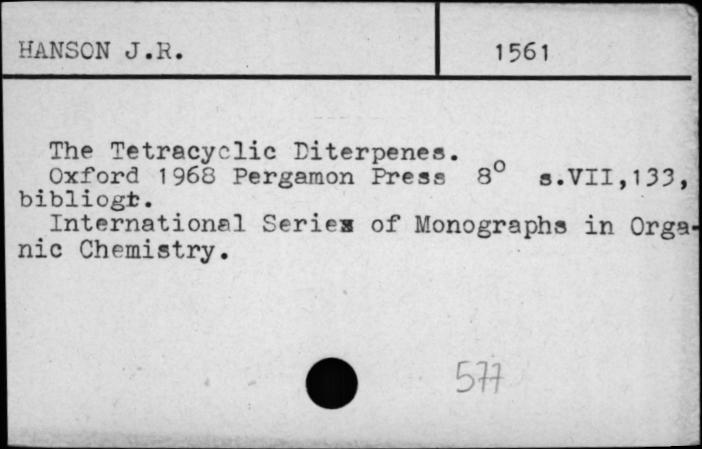 HANSON J.R.
1561
The Tetracyclic Diterpenes.
Oxford 1968 Pergamon Press 8° s.VII,133,
bibliogr.
International Series of Monographs in Orga-
nic Chemistry.
577